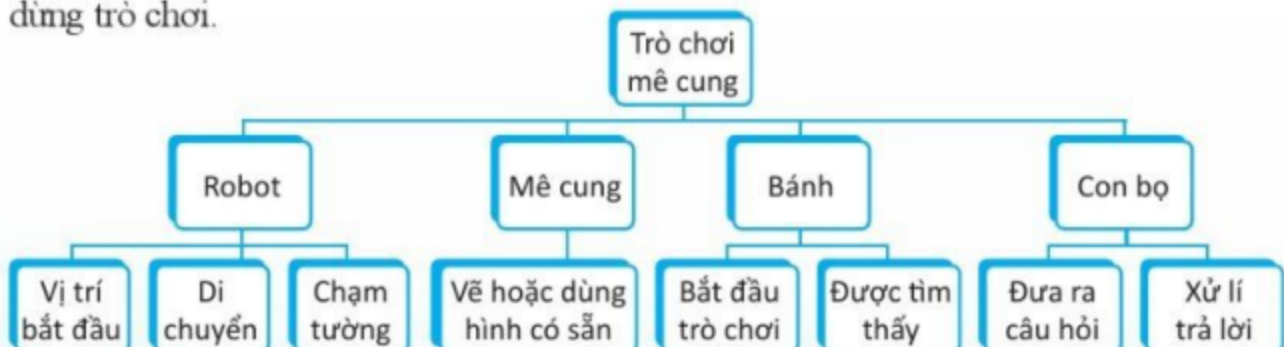 dừng trò chơi.
Trò chơi
mê cung
Robot
Mê cung
Bánh
Con bọ
Vị trí
bắt đầu
Di
chuyển
Chạm
tường
Vẽ hoặc dùng
hình có sẵn
Bắt đầu
trò chơi
Được tìm
thấy
Đưa ra
câu hỏi
Xử lí
trả lời